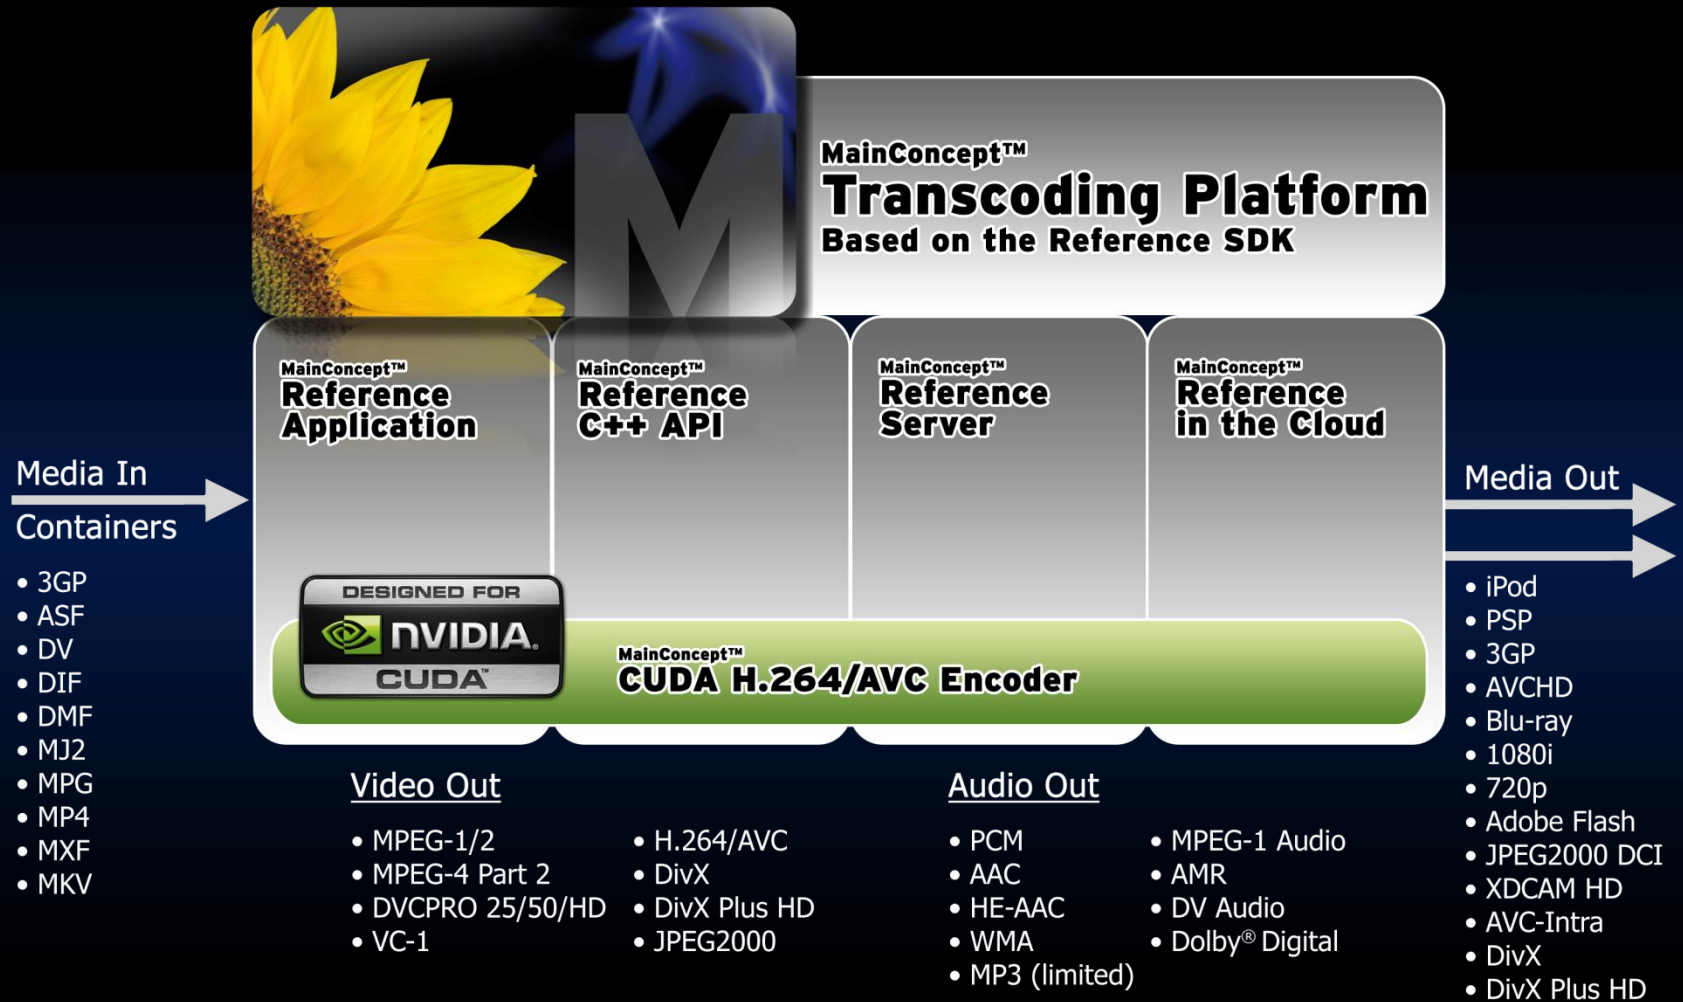 M
MainConcept™
Transcoding Platform
Based on the Reference SDK
MainConcept™
Reference
Application
MainConcept™
Reference
C++ API
MainConcept™
Reference
Server
MainConcept™
Reference
in the Cloud
Media In
Containers
• 3GP
• ASF
• DV
• DIF
• DMF
• MJ2
• MPG
• MP4
• MXF
• MKV
DESIGNED FOR
NVIDIA.
CUDA™
MainConcept™
CUDA H.264/AVC Encoder
Video Out
• MPEG-1/2
• MPEG-4 Part 2
• DVCPRO 25/50/HD
• VC-1
• H.264/AVC
• DivX
• DivX Plus HD
• JPEG2000
Audio Out
• PCM
• AAC
• HE-AAC
• WMA
• MP3 (limited)
• MPEG-1 Audio
• AMR
• DV Audio
• Dolby® Digital
Media Out
• iPod
• PSP
• 3GP
• AVCHD
• Blu-ray
• 1080i
• 720p
• Adobe Flash
• JPEG2000 DCI
• XDCAM HD
• AVC-Intra
• DivX
• DivX Plus HD